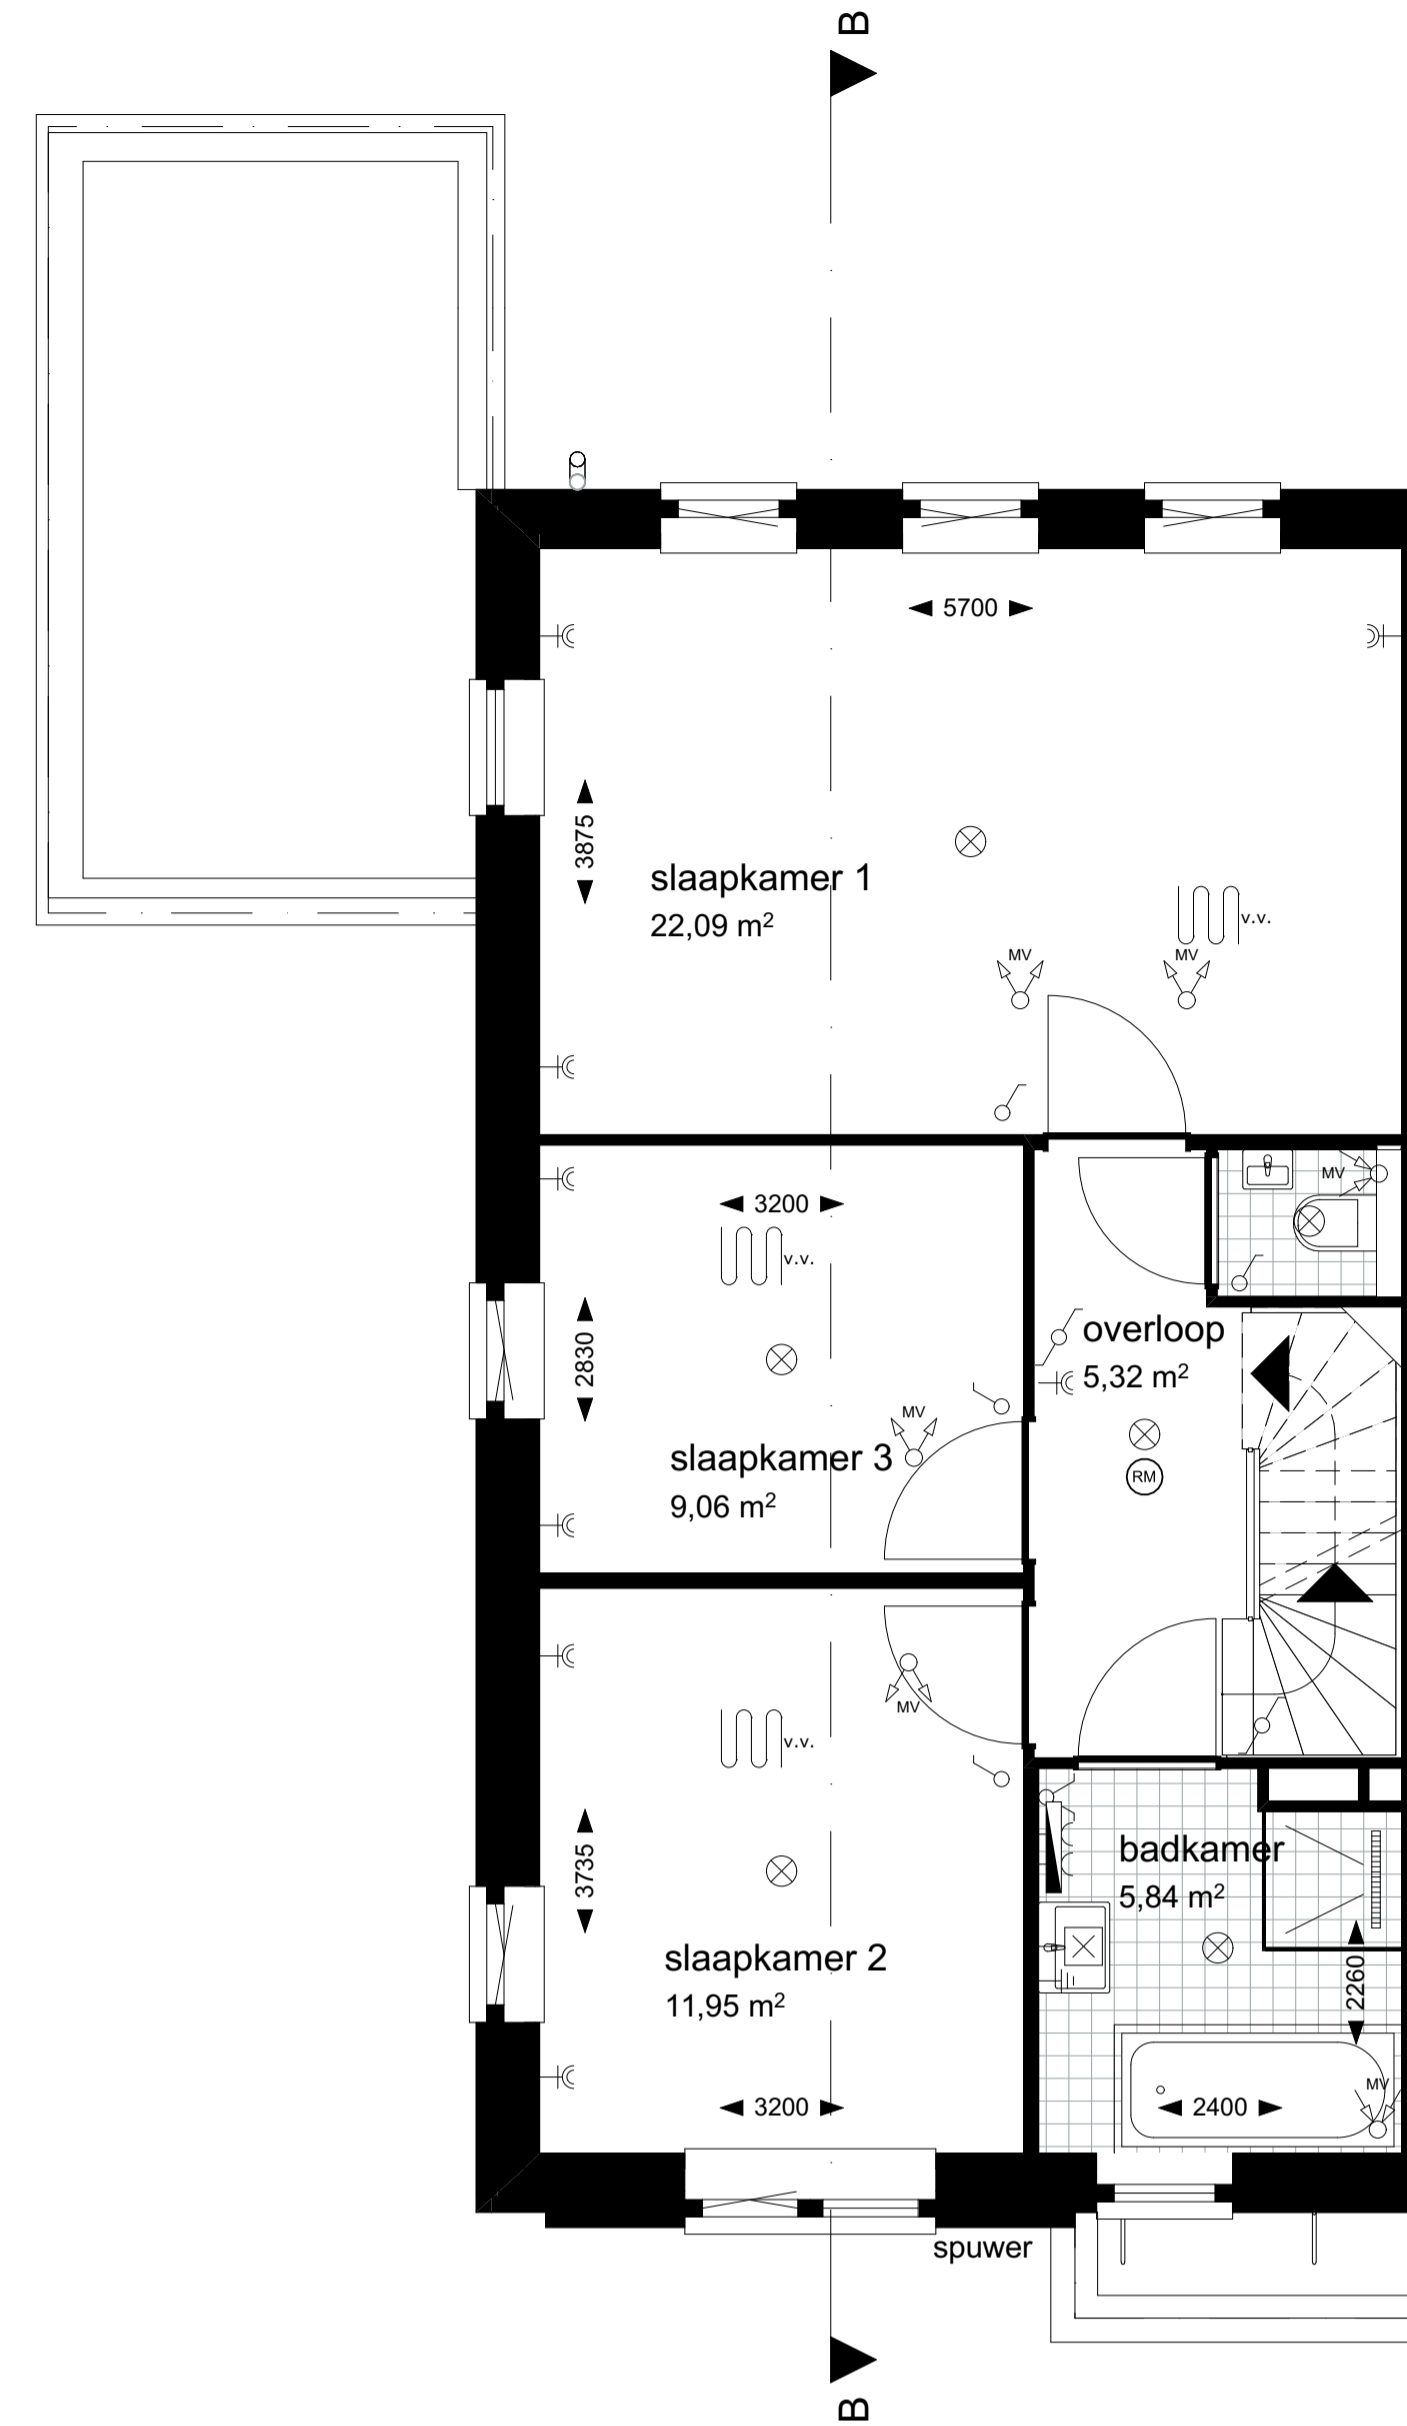 B
5700
3875
slaapkamer 1
22,09 m²
v.v.
MV
MV
3200
v.v.
MV
2830
overloop
5,32 m²
MV
slaapkamer 3
9,06 m²
RM
MV
v.v.
3735
badkamer
5,84 m²
slaapkamer 2
11,95 m²
2260
MV
3200
2400
spuwer
B